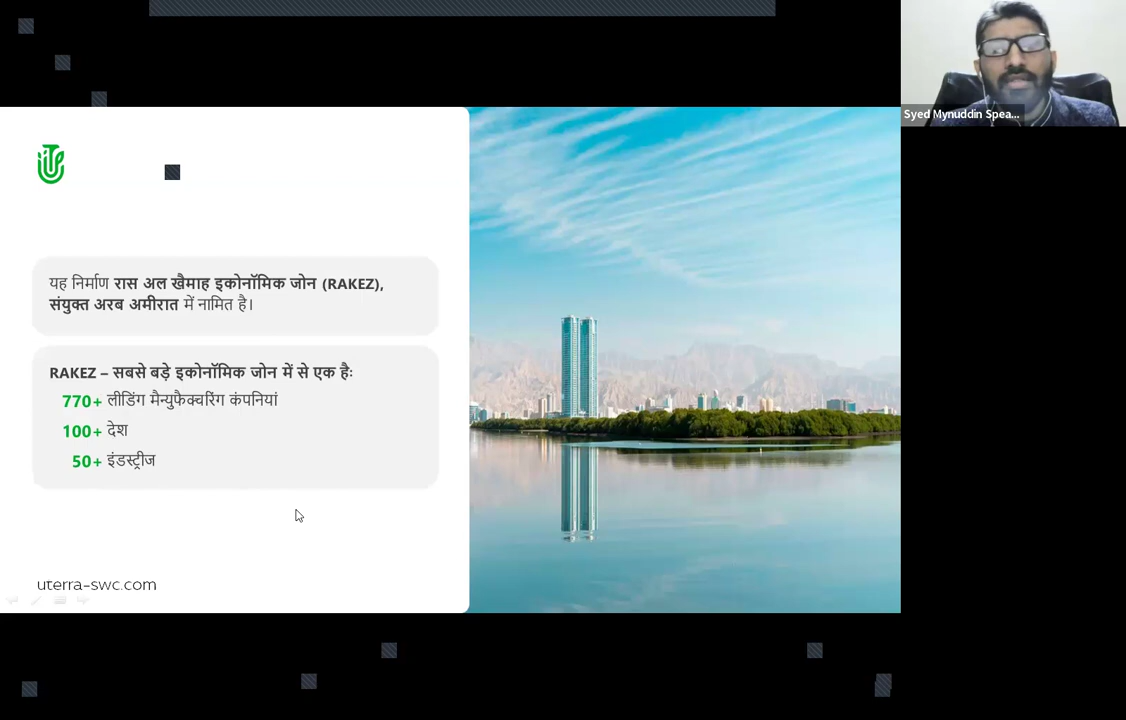 Syed Mynuddin Spea...
यह निर्माण रास अल खैमाह इकोनॉमिक जोन (RAKEZ),
संयुक्त अरब अमीरात में नामित है।
RAKEZ – सबसे बड़े इकोनॉमिक जोन में से एक है:
770+ लीडिंग मैन्युफैक्चरिंग कंपनियां
100+ देश
50+ इंडस्ट्रीज
uterra-swc.com